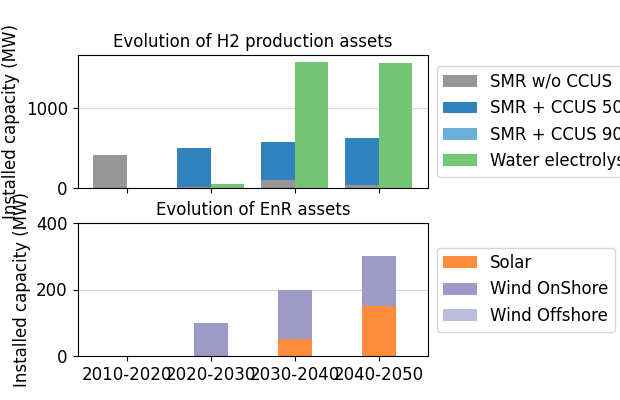 Evolution of H2 production assets
Installed capacity (MW)
1000
0
SMR w/o CCUS
SMR + CCUS 50
SMR + CCUS 90
Water electrolys
Evolution of EnR assets
Installed capacity (MW)
400
200
0
Solar
Wind OnShore
Wind Offshore
2010-2020 2020-2030 2030-2040 2040-2050